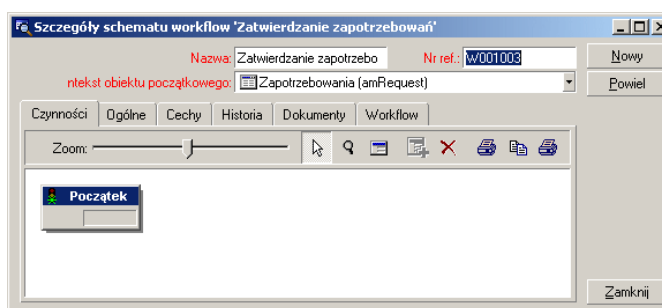 Szczegóły schematu workflow 'Zatwierdzanie zapotrzebowań'
Nazwa: Zatwierdzanie zapotrzebo Nr ref.: W001003 Nowy
ntekst obiektu początkowego: Zapotrzebowania (amRequest) Powiel
Czynności Ogólne Cechy Historia Dokumenty Workflow
Zoom:
Początek
Zamknij